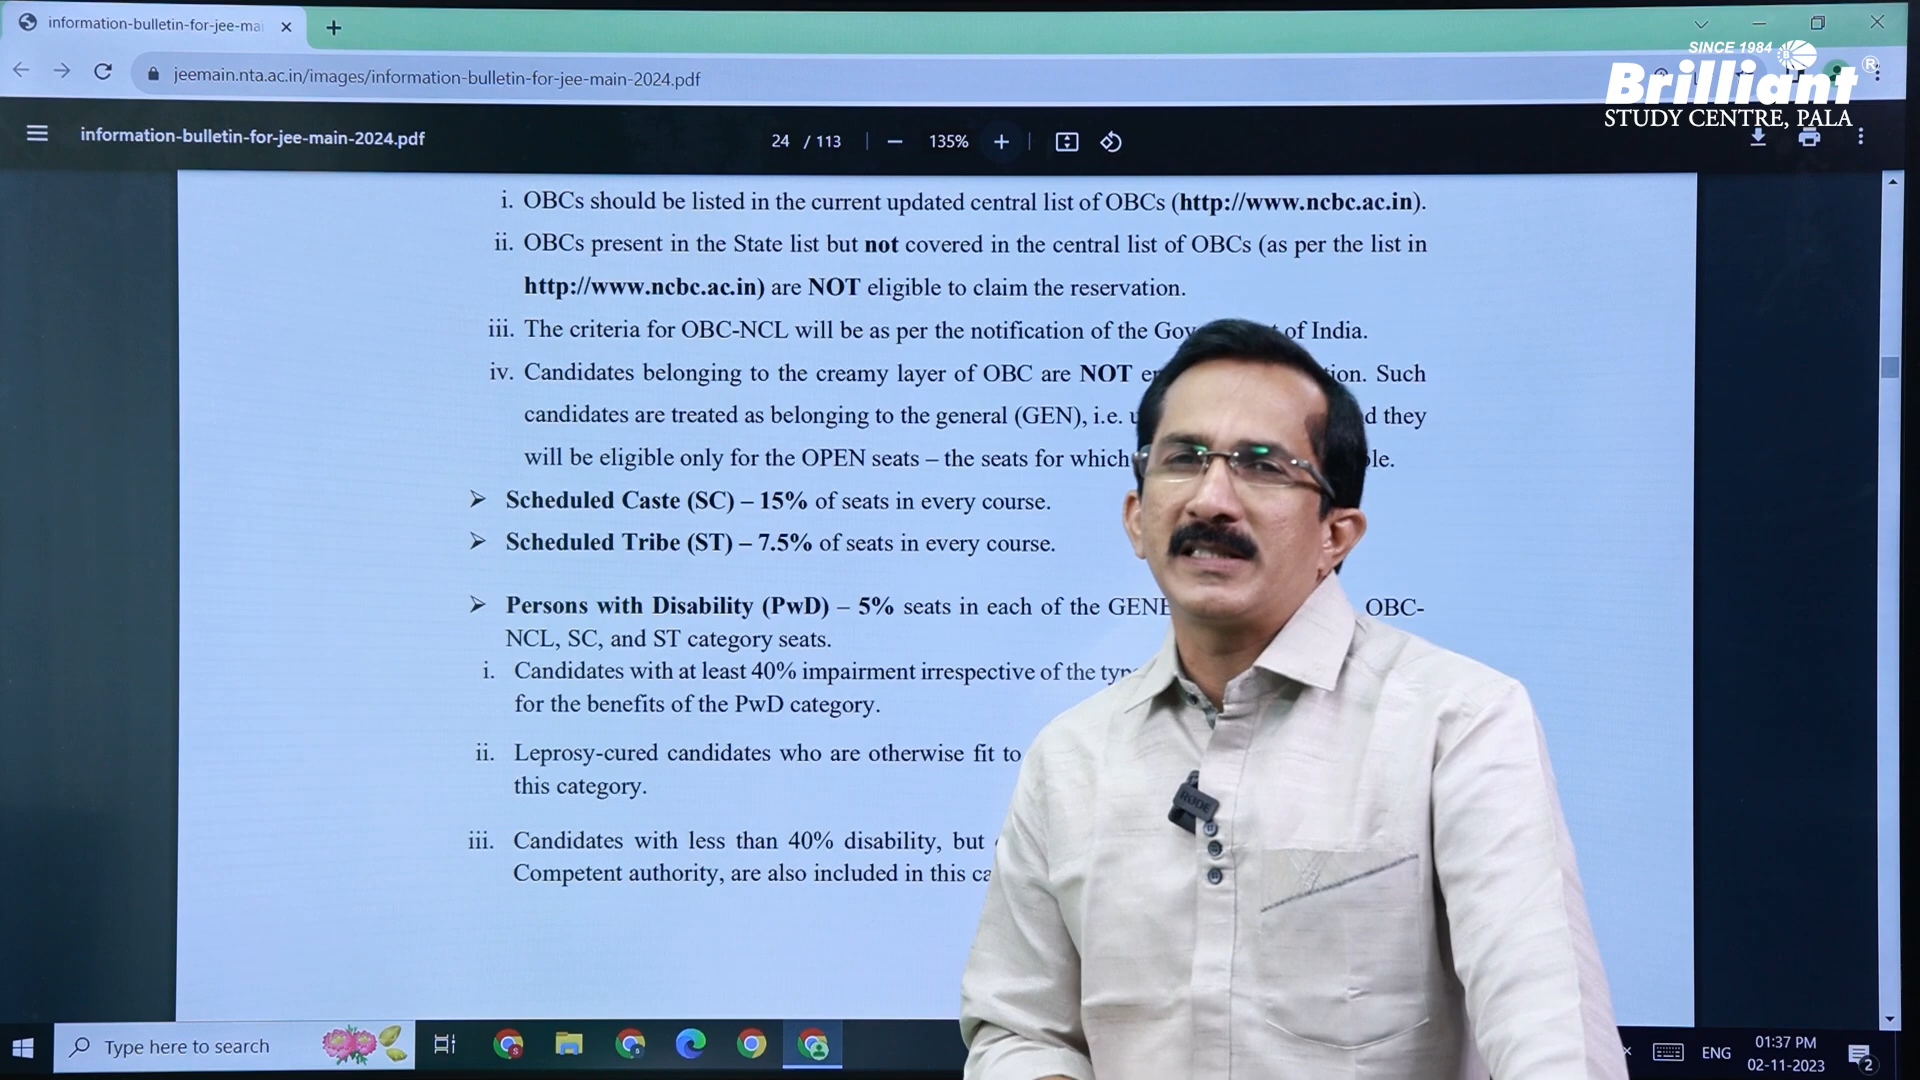 information-bulletin-for-jee-ma
SINCE 1984
Brilliant ®
STUDY CENTRE, PALA
jeemain.nta.ac.in/images/information-bulletin-for-jee-main-2024.pdf
information-bulletin-for-jee-main-2024.pdf
24 / 113
135%
i. OBCs should be listed in the current updated central list of OBCs (http://www.ncbc.ac.in).
ii. OBCs present in the State list but not covered in the central list of OBCs (as per the list in
http://www.ncbc.ac.in) are NOT eligible to claim the reservation.
iii. The criteria for OBC-NCL will be as per the notification of the of India.
iv. Candidates belonging to the creamy layer of OBC are NOT Such
candidates are treated as belonging to the general (GEN), i.e. they
will be eligible only for the OPEN seats – the seats for which
➢ Scheduled Caste (SC) – 15% of seats in every course.
➢ Scheduled Tribe (ST) – 7.5% of seats in every course.
➢ Persons with Disability (PwD) – 5% seats in each of the OBC-
NCL, SC, and ST category seats.
i. Candidates with at least 40% impairment irrespective of the
for the benefits of the PwD category.
ii. Leprosy-cured candidates who are otherwise fit to
this category.
iii. Candidates with less than 40% disability, but
Competent authority, are also included in this
RØDE
Type here to search
ENG
01:37 PM
02-11-2023
2